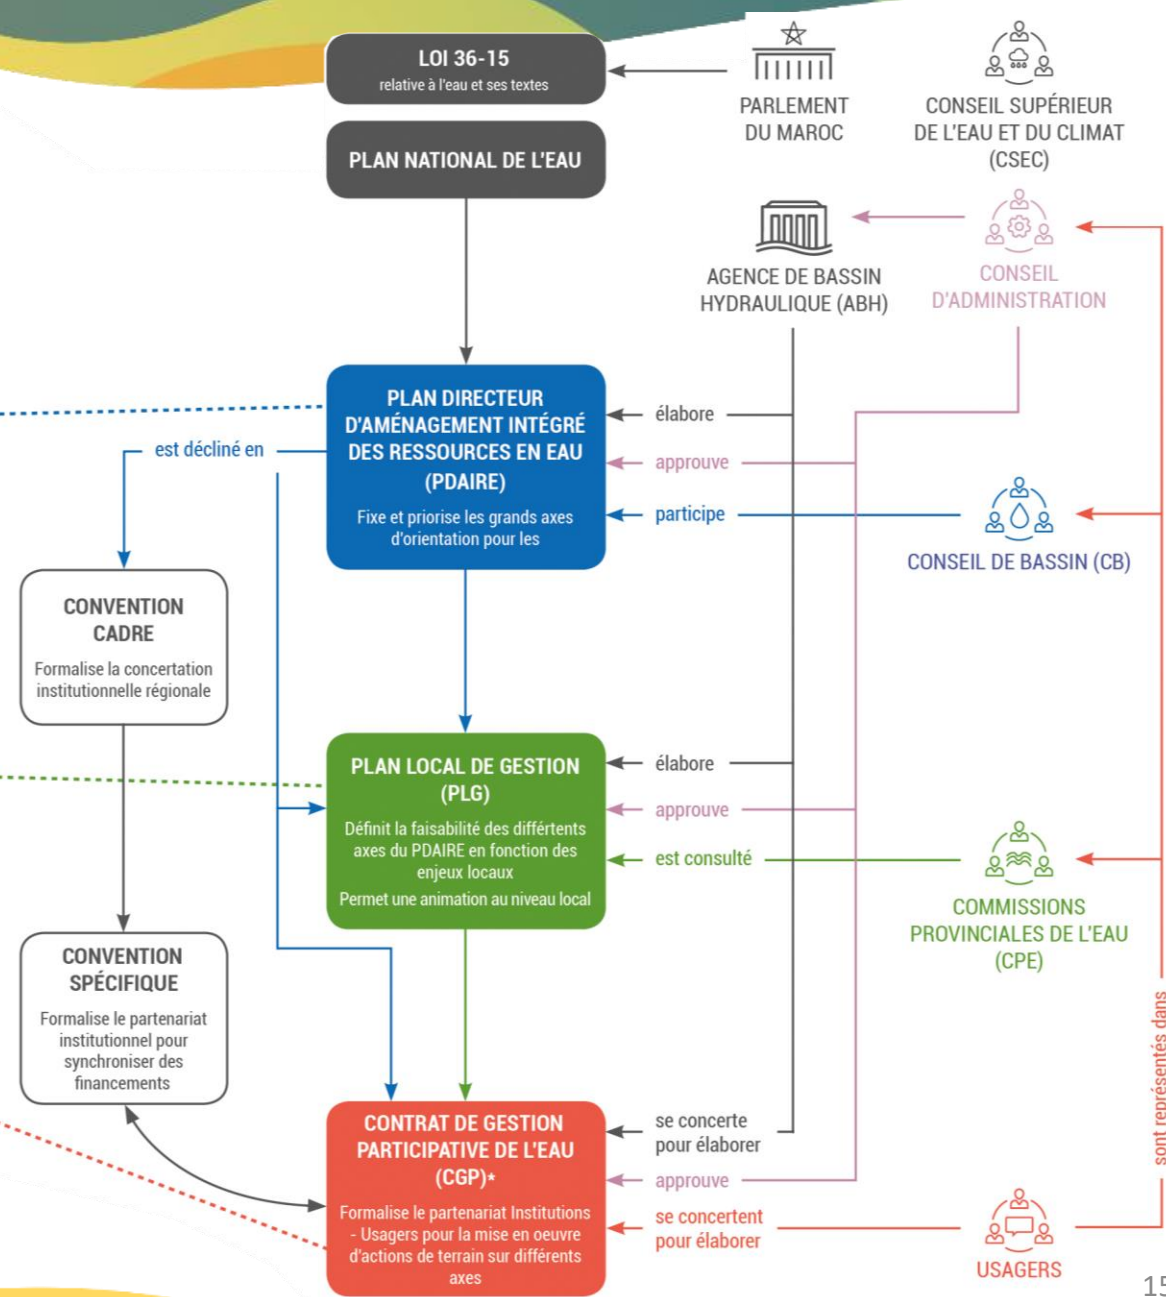 LOI 36-15
relative à l'eau et ses textes
PARLEMENT
DU MAROC
CONSEIL SUPÉRIEUR
DE L'EAU ET DU CLIMAT
(CSEC)
PLAN NATIONAL DE L'EAU
AGENCE DE BASSIN
HYDRAULIQUE (ABH)
CONSEIL
D'ADMINISTRATION
PLAN DIRECTEUR
D'AMÉNAGEMENT INTÉGRÉ
DES RESSOURCES EN EAU
(PDAIRE)
Fixe et priorise les grands axes
d'orientation pour les
est décliné en
élabore
approuve
participe
CONSEIL DE BASSIN (CB)
CONVENTION
CADRE
Formalise la concertation
institutionnelle régionale
PLAN LOCAL DE GESTION
(PLG)
Définit la faisabilité des différtents
axes du PDAIRE en fonction des
enjeux locaux
Permet une animation au niveau local
élabore
approuve
est consulté
COMMISSIONS
PROVINCIALES DE L'EAU
(CPE)
CONVENTION
SPÉCIFIQUE
Formalise le partenariat
institutionnel pour
synchroniser des
financements
CONTRAT DE GESTION
PARTICIPATIVE DE L'EAU
(CGP)*
Formalise le partenariat Institutions
- Usagers pour la mise en oeuvre
d'actions de terrain sur différents
axes
se concerte
pour élaborer
approuve
se concertent
pour élaborer
USAGERS
sont représentés dans
15